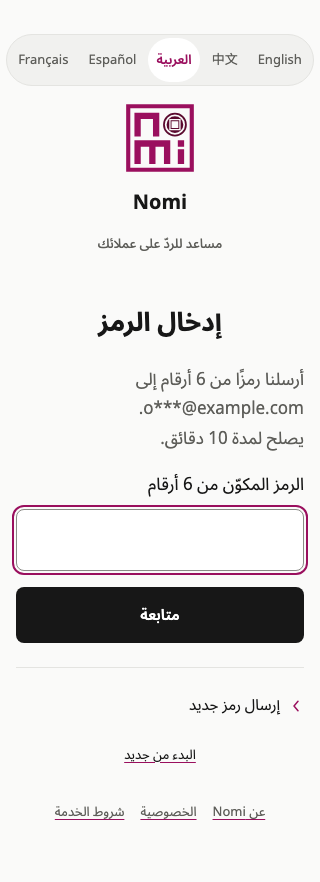 English
中文
العربية
Español
Français
nomi
Nomi
مساعد للردّ على عملائك
إدخال الرمز
أرسلنا رمزًا من 6 أرقام إلى
o***@example.com.
يصلح لمدة 10 دقائق.
الرمز المكوّن من 6 أرقام
متابعة
إرسال رمز جديد
البدء من جديد
عن Nomi
الخصوصية
شروط الخدمة